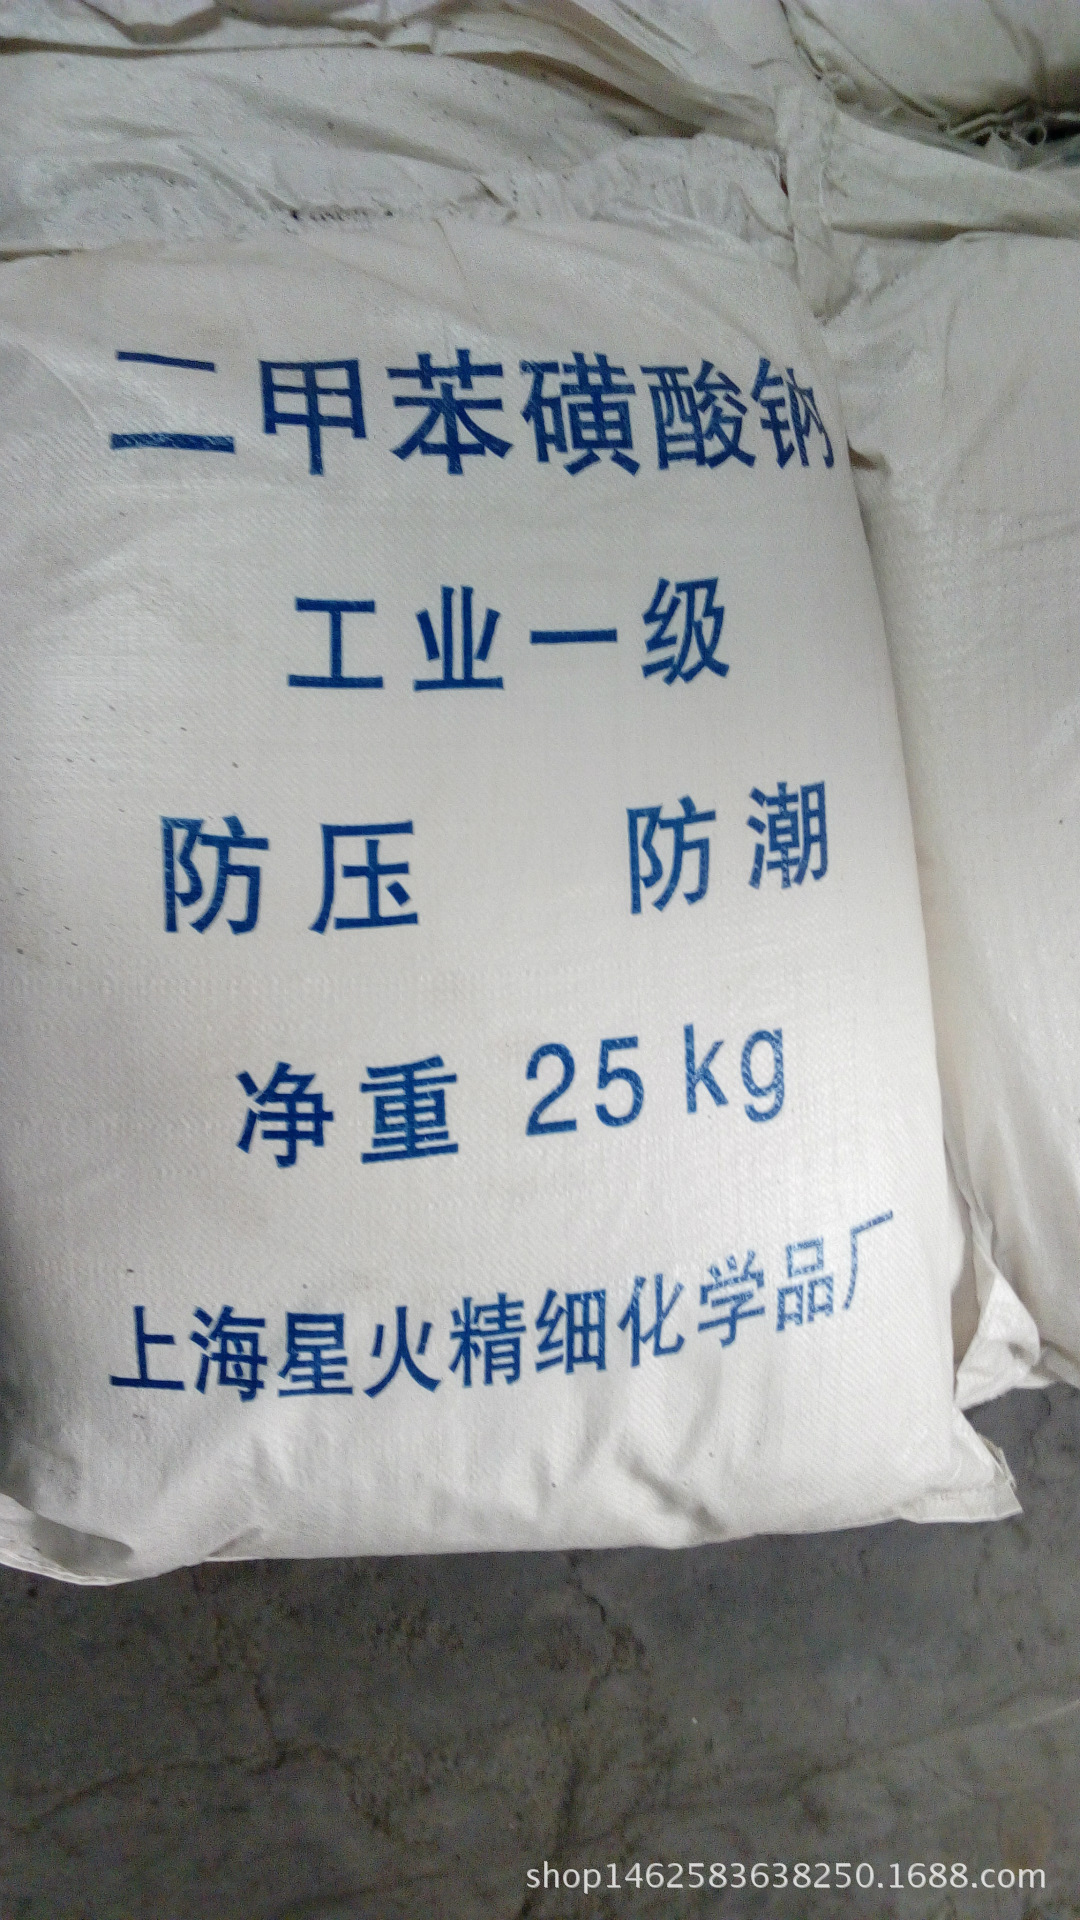 二甲苯磺酸钠
工业一级
防压 防潮
净重 25kg
上海星火精细化学品厂
shop1462583638250.1688.com